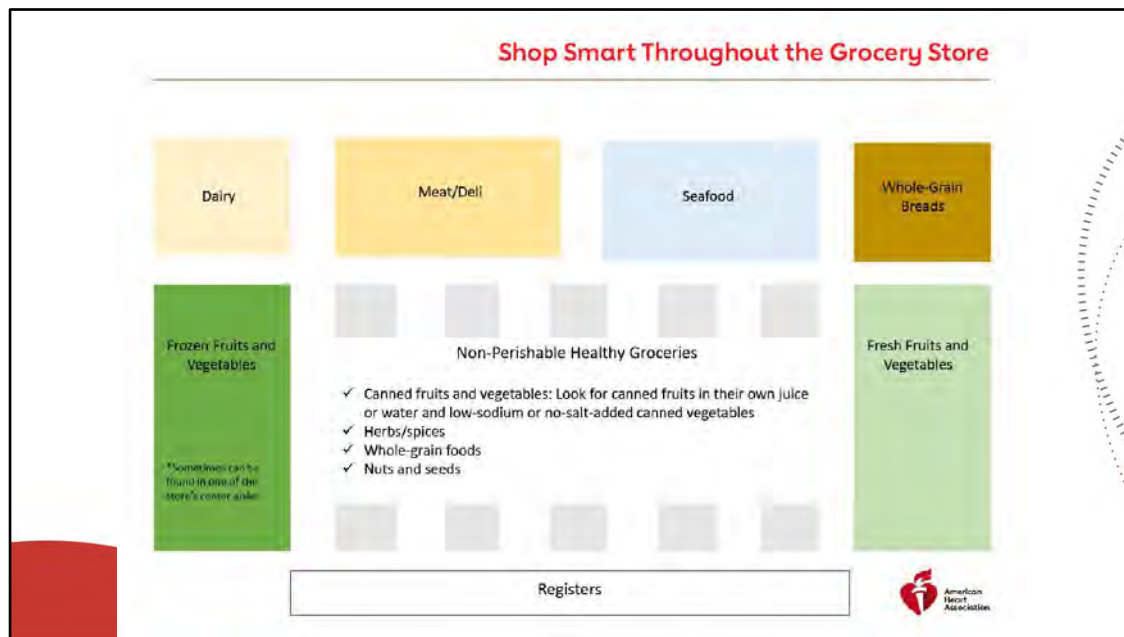 Shop Smart Throughout the Grocery Store
Dairy
Meat/Deli
Seafood
Whole-Grain
Breads
Frozen Fruits and
Vegetables
*Sometimes can be
found in one of the
store's center aisles
Non-Perishable Healthy Groceries
✓ Canned fruits and vegetables: Look for canned fruits in their own juice
or water and low-sodium or no-salt-added canned vegetables
✓ Herbs/spices
✓ Whole-grain foods
✓ Nuts and seeds
Fresh Fruits and
Vegetables
Registers
American
Heart
Association.